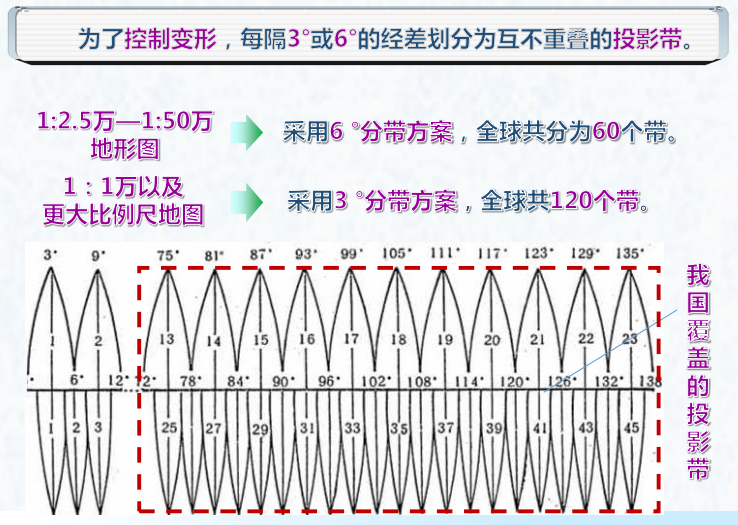 为了控制变形，每隔3°或6°的经差划分为互不重叠的投影带。
1:2.5万—1:50万
地形图
采用6 °分带方案，全球共分为60个带。
1：1万以及
更大比例尺地图
采用3 °分带方案，全球共120个带。
3° 9° 75° 81° 87° 93° 99° 105° 111° 117° 123° 129° 135°
1 2 13 14 15 16 17 18 19 20 21 22 23
6° 12° 72° 78° 84° 90° 96° 102° 108° 114° 120° 126° 132° 138
1 2 3 25 27 29 31 33 35 37 39 41 43 45
我国覆盖的投影带